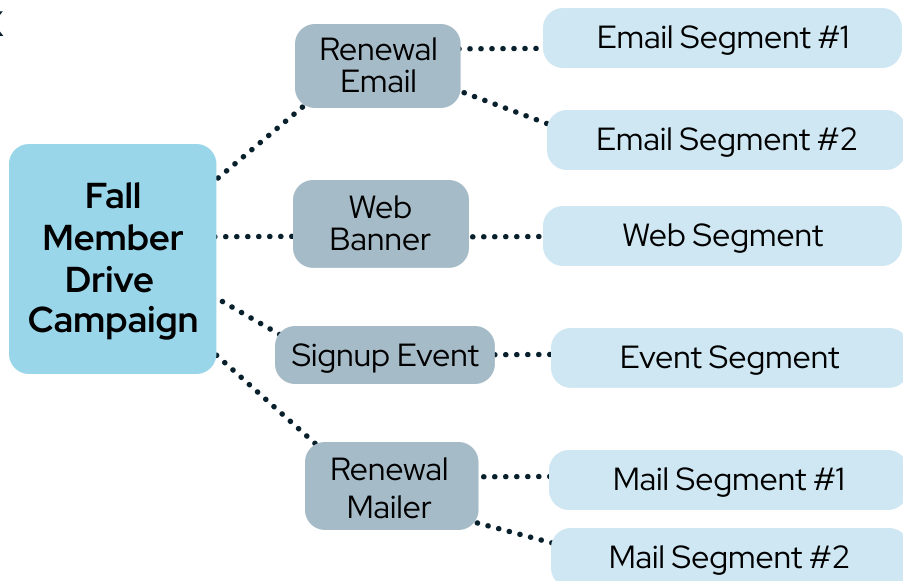 Fall
Member
Drive
Campaign
Renewal
Email
Email Segment #1
Email Segment #2
Web
Banner
Web Segment
Signup Event
Event Segment
Renewal
Mailer
Mail Segment #1
Mail Segment #2